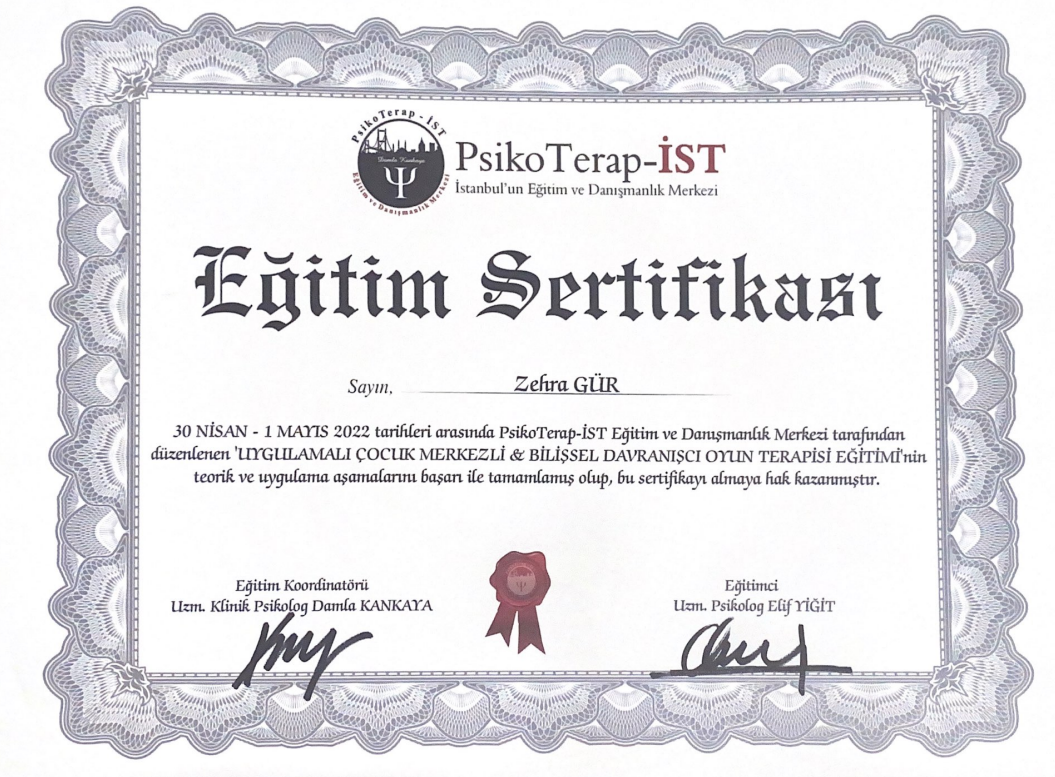 PsikoTerap - İST
Damla Kankaya
Eğitim ve Danışmanlık Merkezi
PsikoTerap-İST
İstanbul'un Eğitim ve Danışmanlık Merkezi
Eğitim Sertifikası
Sayın, Zehra GÜR
30 NİSAN - 1 MAYIS 2022 tarihleri arasında PsikoTerap-İST Eğitim ve Danışmanlık Merkezi tarafından
düzenlenen 'UYGULAMALI ÇOCUK MERKEZLİ & BİLİŞSEL DAVRANIŞCI OYUN TERAPİSİ EĞİTİMİ'nin
teorik ve uygulama aşamalarını başarı ile tamamlamış olup, bu sertifikayı almaya hak kazanmıştır.
Eğitim Koordinatörü
Uzm. Klinik Psikolog Damla KANKAYA
Eğitimci
Uzm. Psikolog Elif YİĞİT